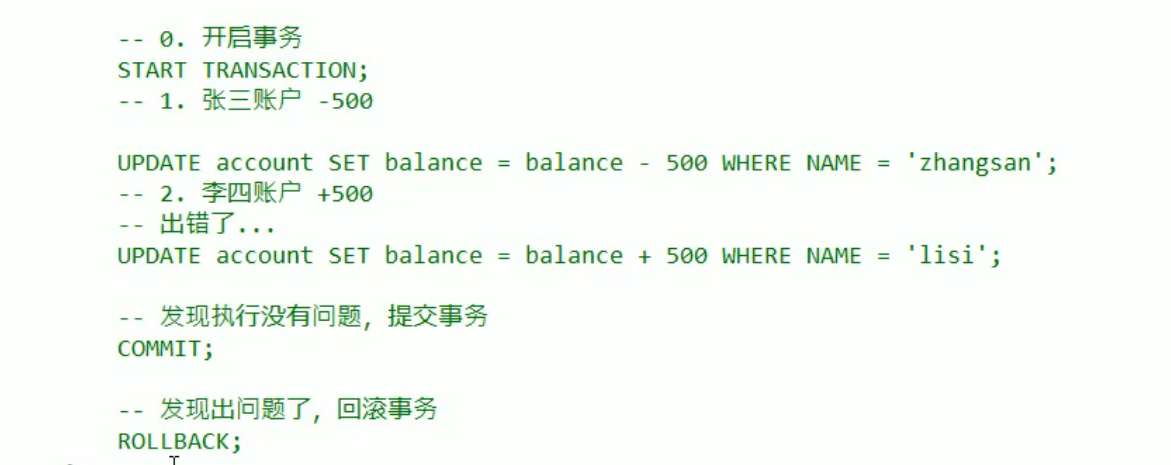 -- 0. 开启事务
START TRANSACTION;
-- 1. 张三账户 -500
UPDATE account SET balance = balance - 500 WHERE NAME = 'zhangsan';
-- 2. 李四账户 +500
-- 出错了...
UPDATE account SET balance = balance + 500 WHERE NAME = 'lisi';
-- 发现执行没有问题，提交事务
COMMIT;
-- 发现出问题了，回滚事务
ROLLBACK;